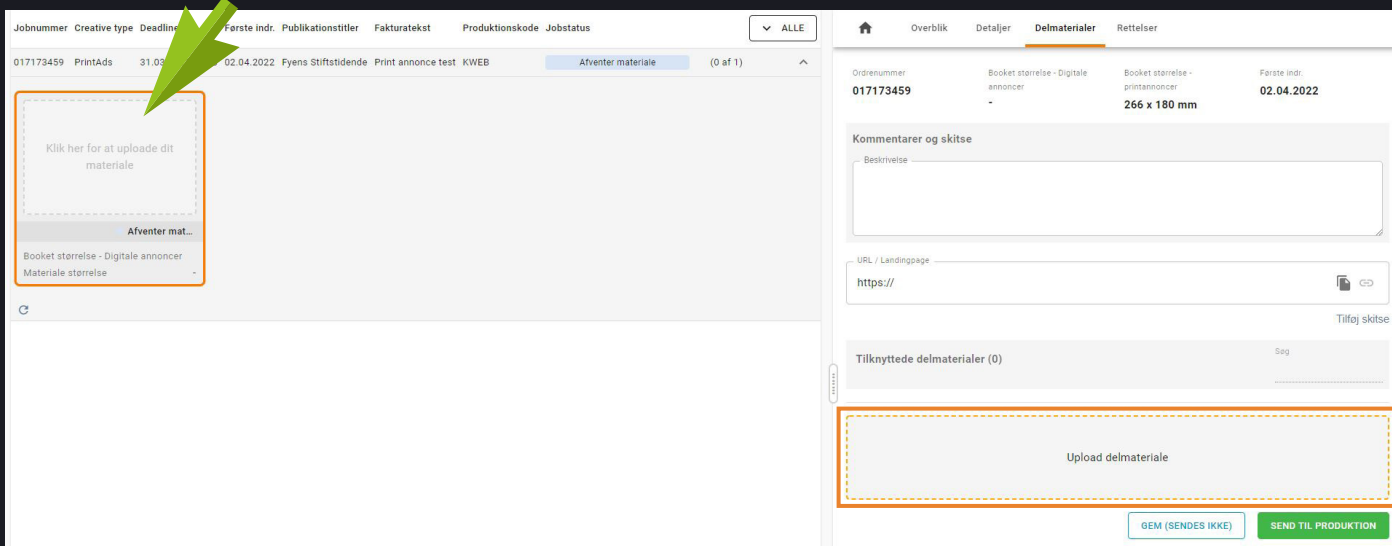 Jobnummer Creative type Deadline Første indr. Publikationstitler Fakturatekst Produktionskode Jobstatus ALLE
017173459 PrintAds 31.03 02.04.2022 Fyens Stiftstidende Print annonce test KWEB Afventer materiale (0 af 1)
Klik her for at uploade dit
materiale
Afventer mat...
Booket størrelse - Digitale annoncer
Materiale størrelse -
Overblik Detaljer Delmaterialer Rettelser
Ordrenummer
017173459
Booket størrelse - Digitale
annoncer
-
Booket størrelse -
printannoncer
266 x 180 mm
Første indr.
02.04.2022
Kommentarer og skitse
Beskrivelse
URL / Landingpage
https://
Tilføj skitse
Tilknyttede delmaterialer (0)
Søg
Upload delmateriale
GEM (SENDES IKKE) SEND TIL PRODUKTION